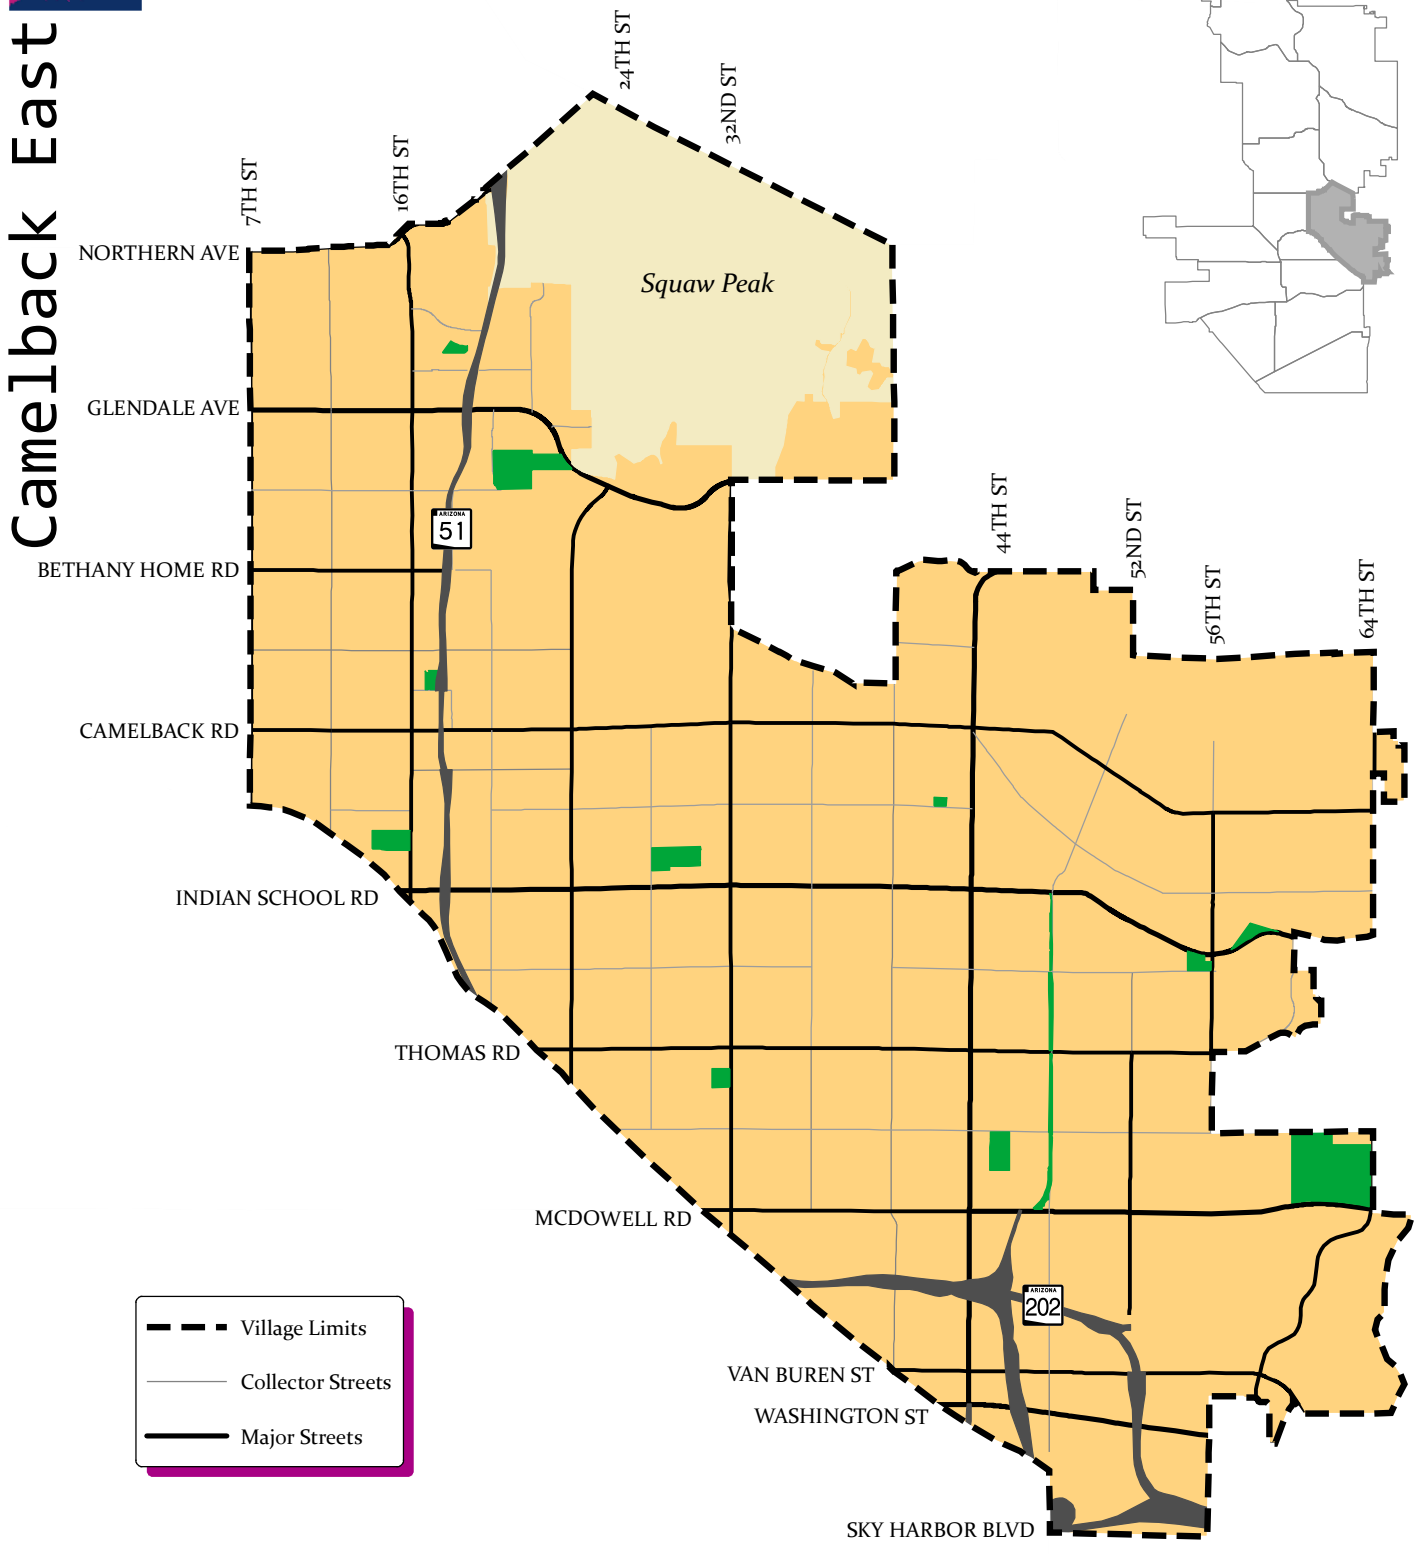 Camelback East
24TH ST
32ND ST
16TH ST
7TH ST
NORTHERN AVE
Squaw Peak
GLENDALE AVE
44TH ST
52ND ST
ARIZONA
51
BETHANY HOME RD
56TH ST
64TH ST
CAMELBACK RD
INDIAN SCHOOL RD
THOMAS RD
MCDOWELL RD
ARIZONA
202
Village Limits
Collector Streets
Major Streets
VAN BUREN ST
WASHINGTON ST
SKY HARBOR BLVD